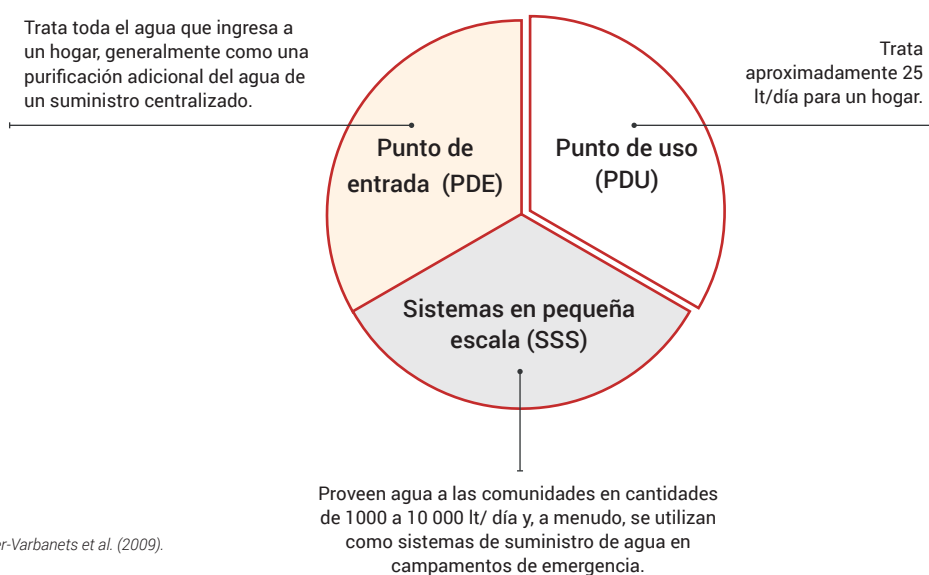 Trata toda el agua que ingresa a
un hogar, generalmente como una
purificación adicional del agua de
un suministro centralizado.
Trata
aproximadamente 25
lt/día para un hogar.
Punto de
entrada (PDE)
Punto de uso
(PDU)
Sistemas en pequeña
escala (SSS)
Proveen agua a las comunidades en cantidades
de 1000 a 10 000 lt/ día y, a menudo, se utilizan
como sistemas de suministro de agua en
campamentos de emergencia.
er-Varbanets et al. (2009).